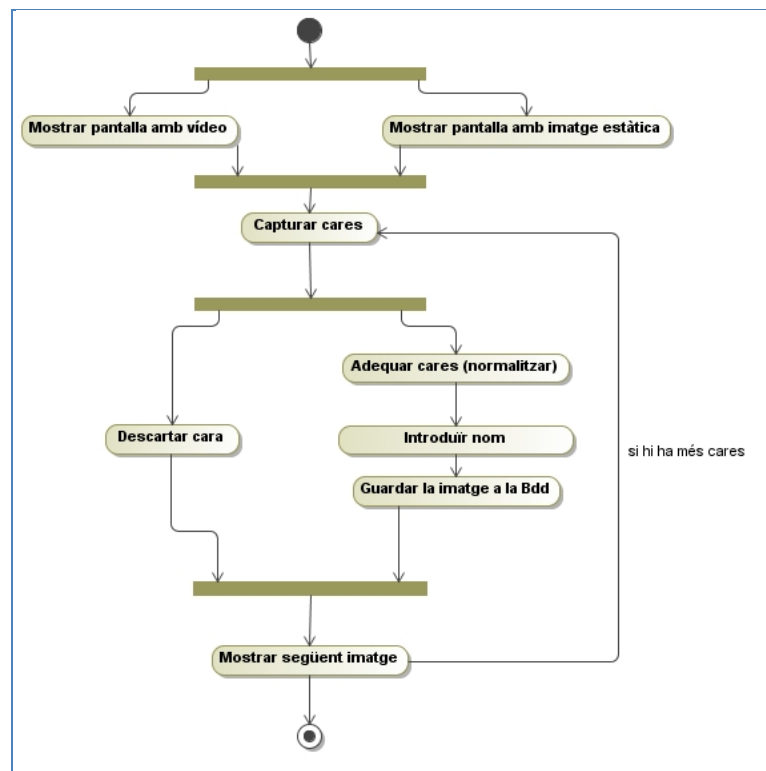 Mostrar pantalla amb vídeo
Mostrar pantalla amb imatge estàtica
Capturar cares
Adequar cares (normalitzar)
Descartar cara
Introduïr nom
si hi ha més cares
Guardar la imatge a la Bdd
Mostrar següent imatge